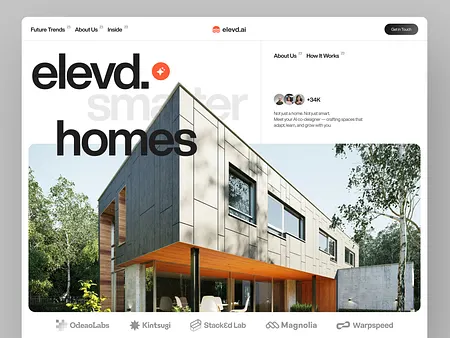 Future Trends
About Us
Inside
elevd.ai
Get in Touch
elevd.
smarter
homes
About Us
How It Works
+34K
Not just a home. Not just smart.
Meet your AI co-designer — crafting spaces that
adapt, learn, and grow with you.
OdeaoLabs
Kintsugi
Stackd Lab
Magnolia
Warpspeed